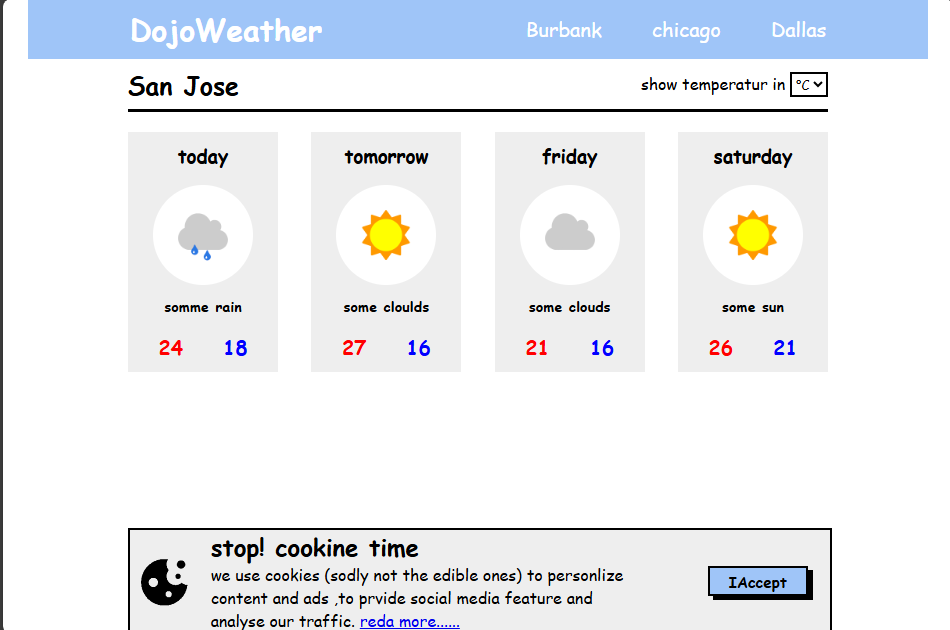 DojoWeather Burbank chicago Dallas
San Jose show temperatur in °C
today tomorrow friday saturday
somme rain some cloulds some clouds some sun
24 18 27 16 21 16 26 21
stop! cookine time
we use cookies (sodly not the edible ones) to personlize
content and ads ,to prvide social media feature and
analyse our traffic. reda more......
IAccept